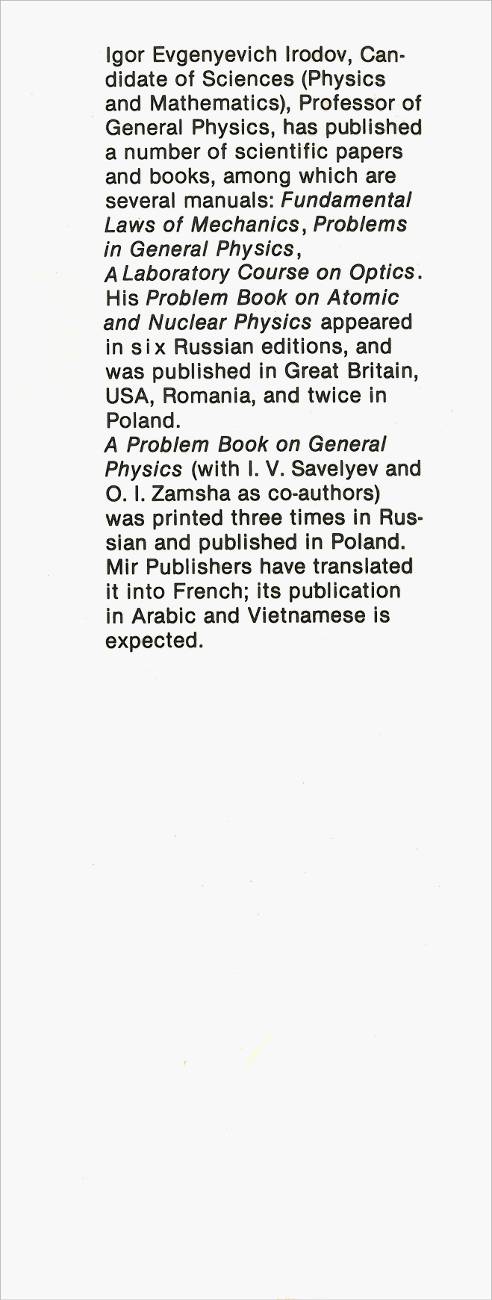 Igor Evgenyevich Irodov, Can-
didate of Sciences (Physics
and Mathematics), Professor of
General Physics, has published
a number of scientific papers
and books, among which are
several manuals: Fundamental
Laws of Mechanics, Problems
in General Physics,
A Laboratory Course on Optics.
His Problem Book on Atomic
and Nuclear Physics appeared
in six Russian editions, and
was published in Great Britain,
USA, Romania, and twice in
Poland.
A Problem Book on General
Physics (with I. V. Savelyev and
O. I. Zamsha as co-authors)
was printed three times in Rus-
sian and published in Poland.
Mir Publishers have translated
it into French; its publication
in Arabic and Vietnamese is
expected.